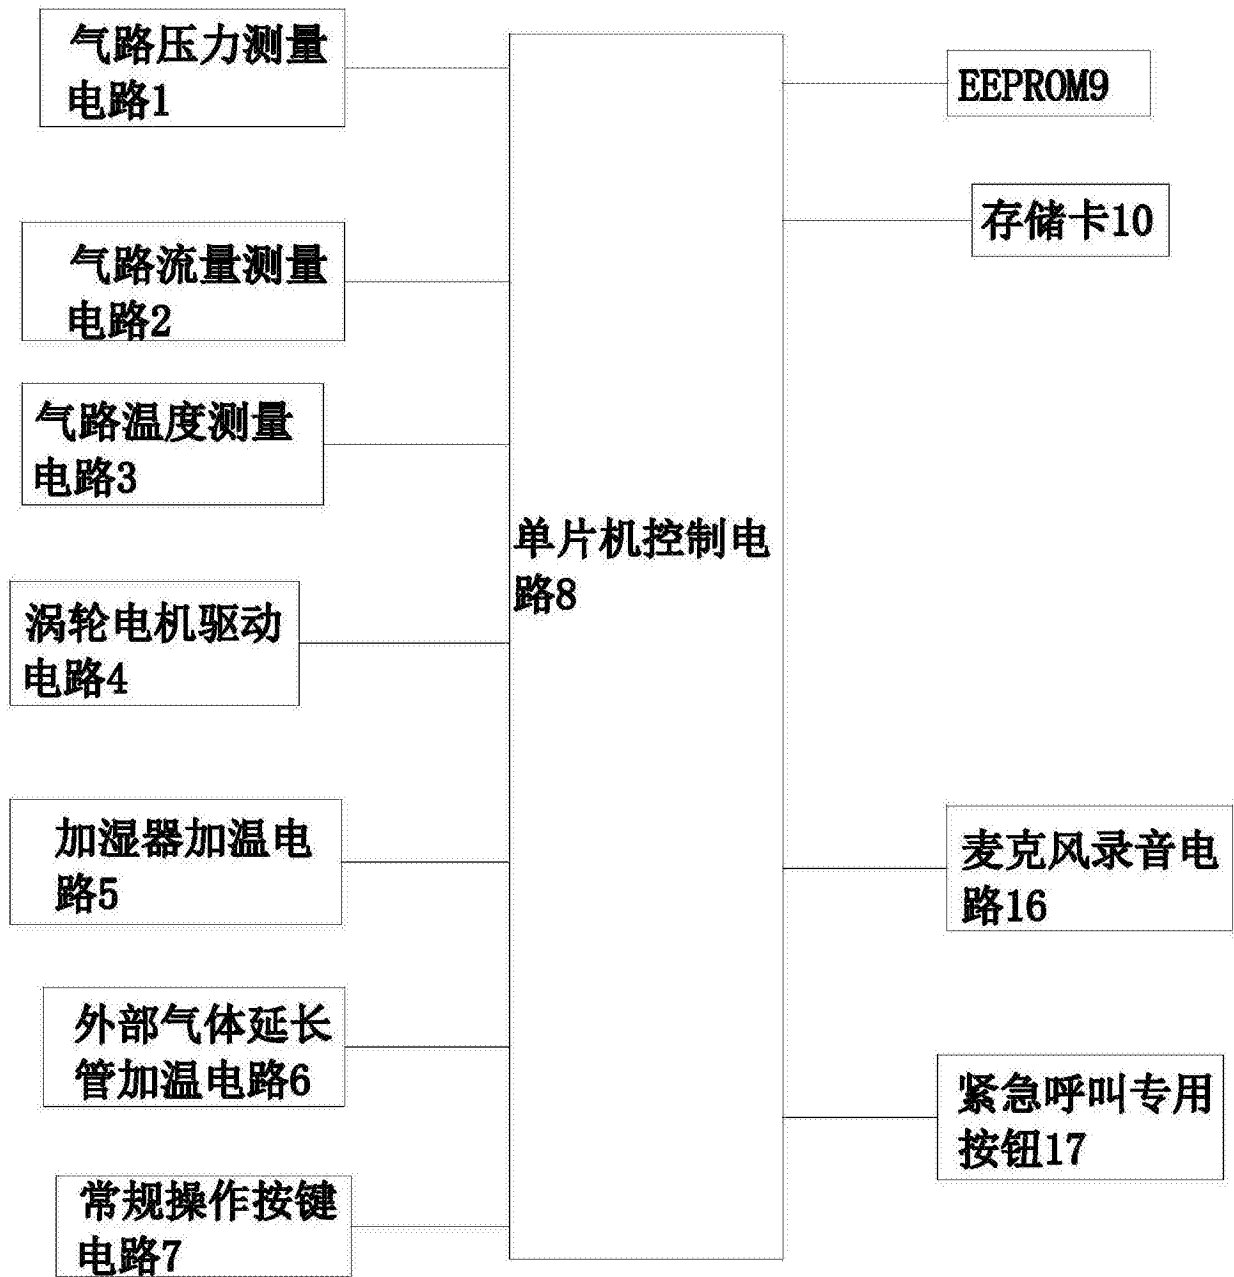 气路压力测量
电路1
气路流量测量
电路2
气路温度测量
电路3
涡轮电机驱动
电路4
加湿器加温电
路5
外部气体延长
管加温电路6
常规操作按键
电路7
单片机控制电
路8
EEPROM9
存储卡10
麦克风录音电
路16
紧急呼叫专用
按钮17